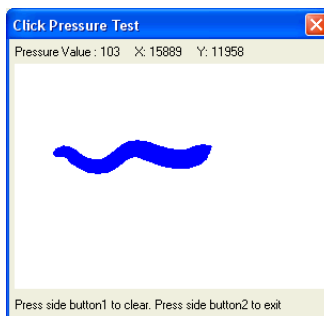 Click Pressure Test
Pressure Value : 103 X: 15889 Y: 11958
Press side button1 to clear. Press side button2 to exit